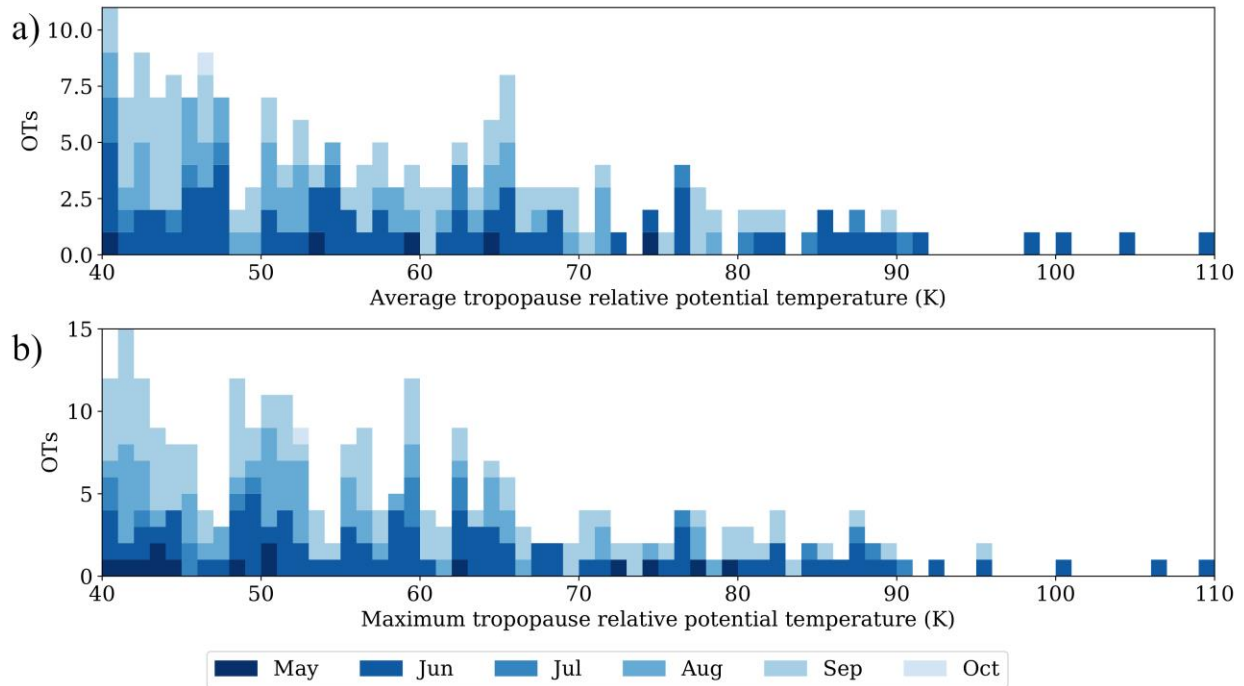 a)
10.0
7.5
5.0
2.5
0.0
OTs
40 50 60 70 80 90 100 110
Average tropopause relative potential temperature (K)
b)
15
10
5
0
OTs
40 50 60 70 80 90 100 110
Maximum tropopause relative potential temperature (K)
May Jun Jul Aug Sep Oct